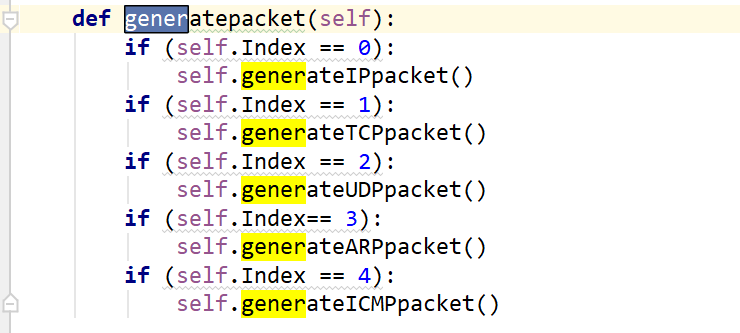 def generatepacket(self):
if (self.Index == 0):
self.generateIPpacket()
if (self.Index == 1):
self.generateTCPpacket()
if (self.Index == 2):
self.generateUDPpacket()
if (self.Index== 3):
self.generateARPpacket()
if (self.Index == 4):
self.generateICMPpacket()